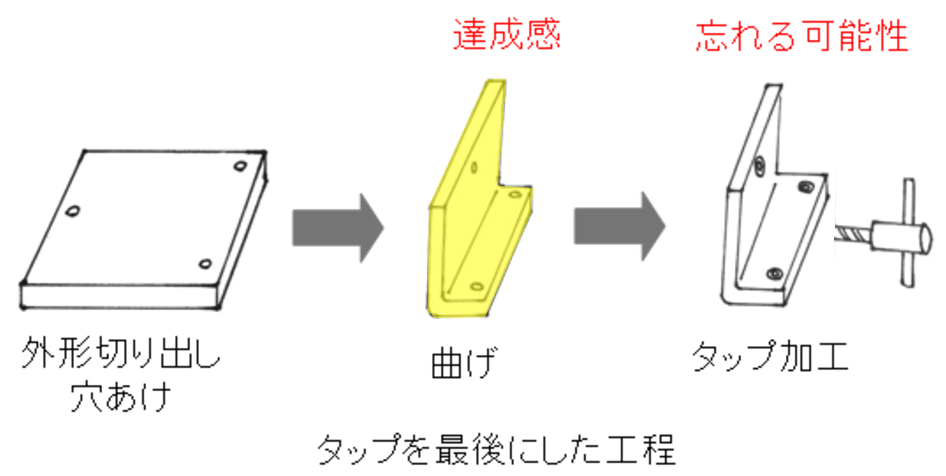 達成感
忘れる可能性
外形切り出し
穴あけ
曲げ
タップ加工
タップを最後にした工程